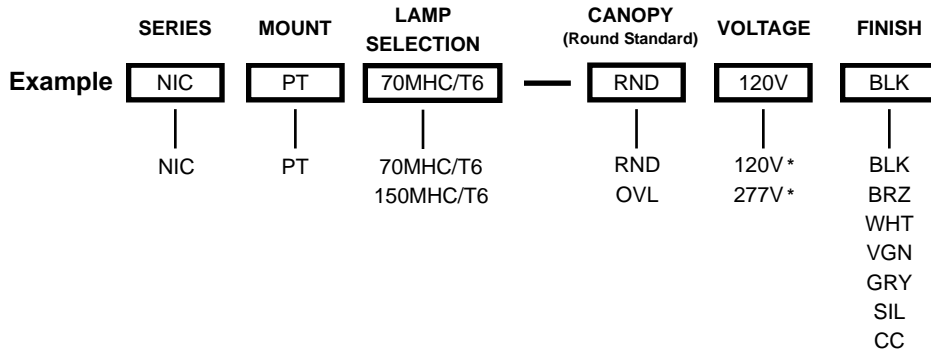 SERIES MOUNT LAMP SELECTION CANOPY (Round Standard) VOLTAGE FINISH
Example NIC PT 70MHC/T6 — RND 120V BLK
NIC PT 70MHC/T6 RND 120V * BLK
150MHC/T6 OVL 277V * BRZ
WHT
VGN
GRY
SIL
CC